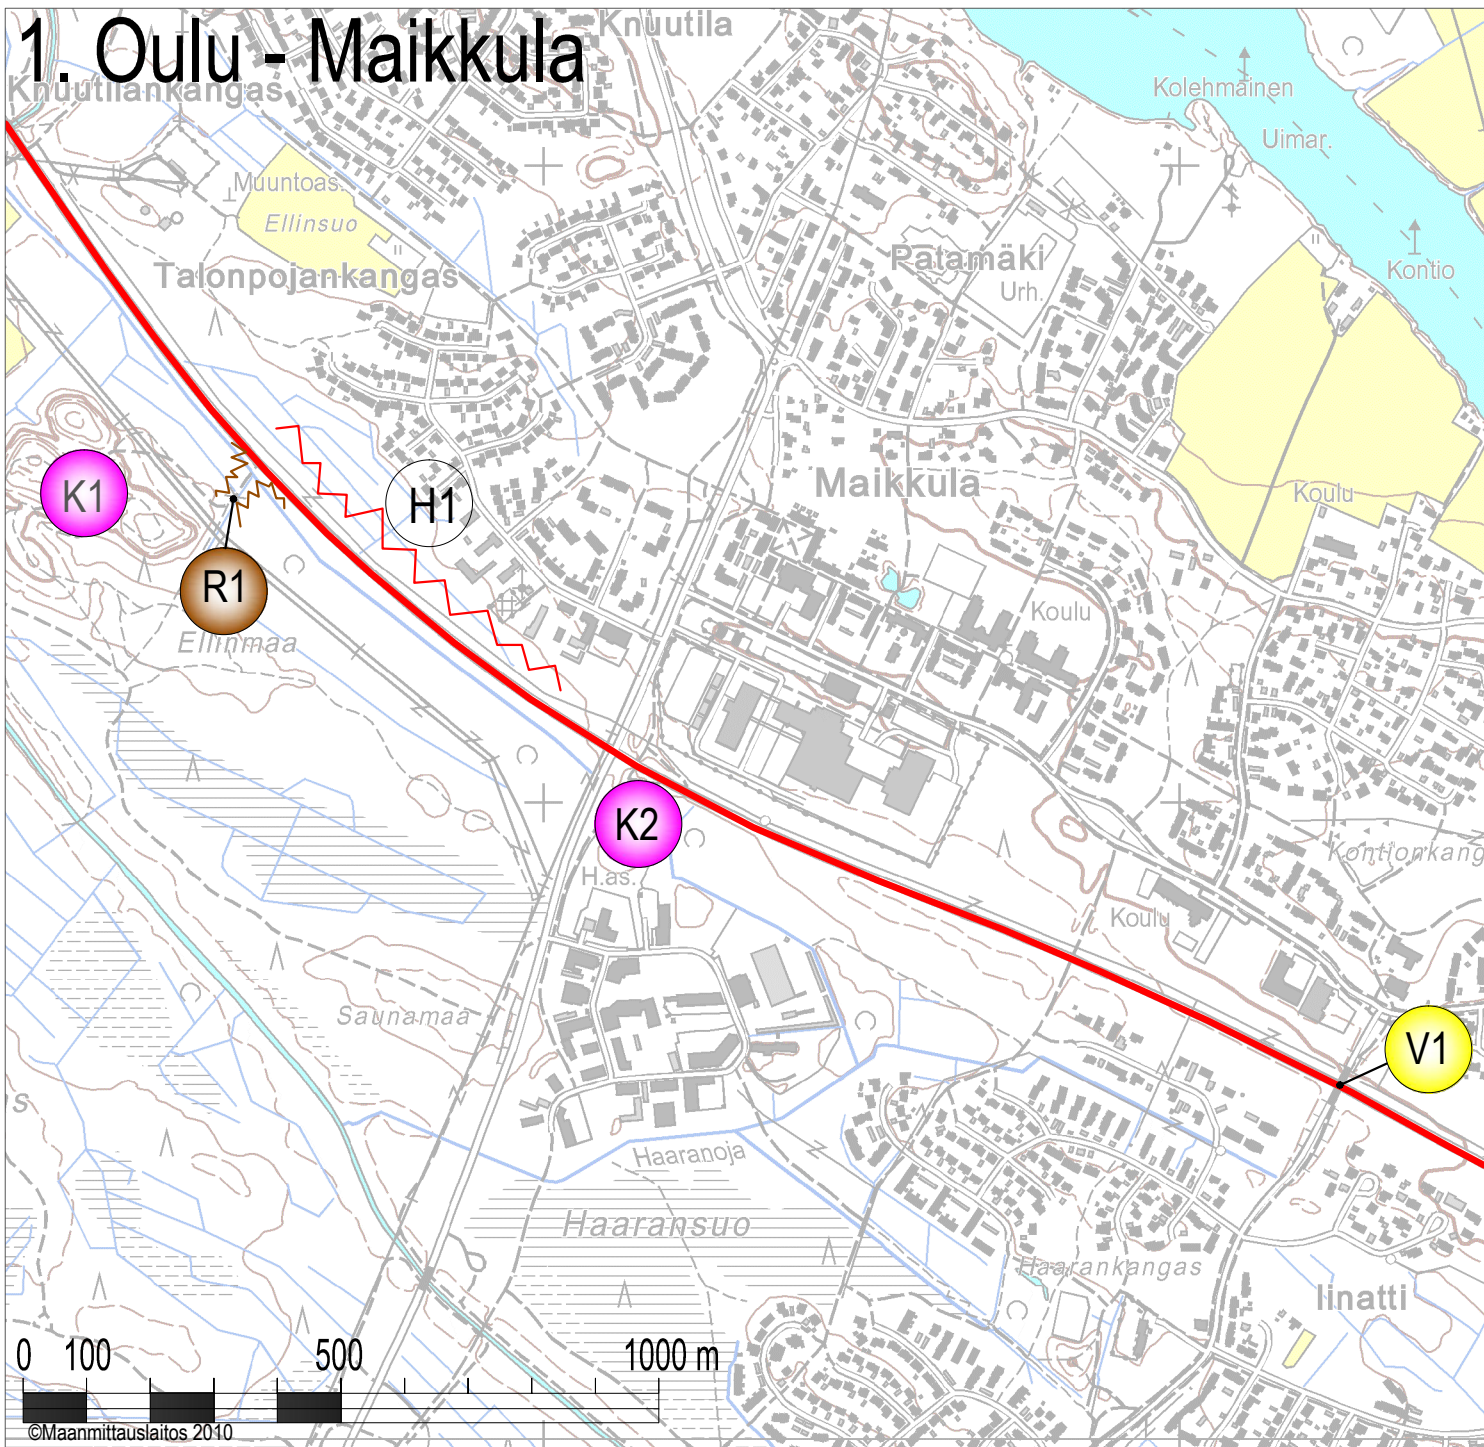 1. Oulu - Maikkula
Knuutila
Knuutilankangas
Kolehmainen
Uimar.
Muuntoas.
Ellinsuo
Talonpojankangas
Patamäki
Urh.
Kontio
K1
H1
Maikkula
Koulu
R1
Koulu
Ellinmaa
K2
H.as.
Kontionkang
Koulu
Saunamaa
V1
Haaranoja
Haaransuo
Haarankangas
Iinatti
0 100 500 1000 m
©Maanmittauslaitos 2010